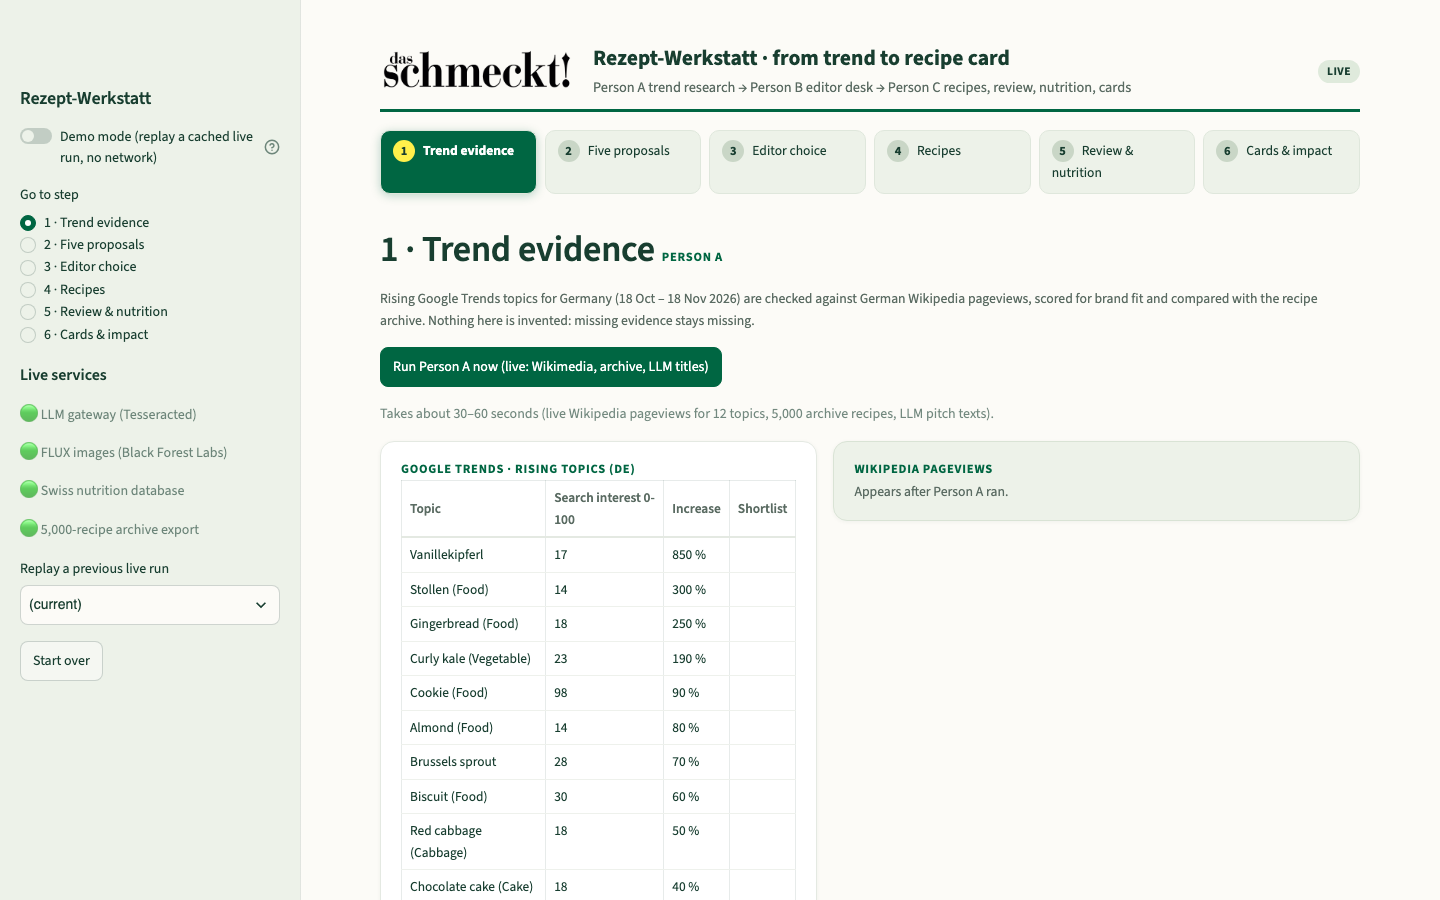 Rezept-Werkstatt
Demo mode (replay a cached live
run, no network)
?
Go to step
1 · Trend evidence
2 · Five proposals
3 · Editor choice
4 · Recipes
5 · Review & nutrition
6 · Cards & impact
Live services
LLM gateway (Tesseracted)
FLUX images (Black Forest Labs)
Swiss nutrition database
5,000-recipe archive export
Replay a previous live run
(current)
Start over
das
schmeckt!
Rezept-Werkstatt · from trend to recipe card
Person A trend research → Person B editor desk → Person C recipes, review, nutrition, cards
LIVE
1 Trend evidence
2 Five proposals
3 Editor choice
4 Recipes
5 Review &
nutrition
6 Cards & impact
1 · Trend evidence PERSON A
Rising Google Trends topics for Germany (18 Oct – 18 Nov 2026) are checked against German Wikipedia pageviews, scored for brand fit and compared with the recipe
archive. Nothing here is invented: missing evidence stays missing.
Run Person A now (live: Wikimedia, archive, LLM titles)
Takes about 30–60 seconds (live Wikipedia pageviews for 12 topics, 5,000 archive recipes, LLM pitch texts).
GOOGLE TRENDS · RISING TOPICS (DE)
Topic Search interest 0-
100 Increase Shortlist
Vanillekipferl 17 850 %
Stollen (Food) 14 300 %
Gingerbread (Food) 18 250 %
Curly kale (Vegetable) 23 190 %
Cookie (Food) 98 90 %
Almond (Food) 14 80 %
Brussels sprout 28 70 %
Biscuit (Food) 30 60 %
Red cabbage 18 50 %
(Cabbage)
Chocolate cake (Cake) 18 40 %
WIKIPEDIA PAGEVIEWS
Appears after Person A ran.